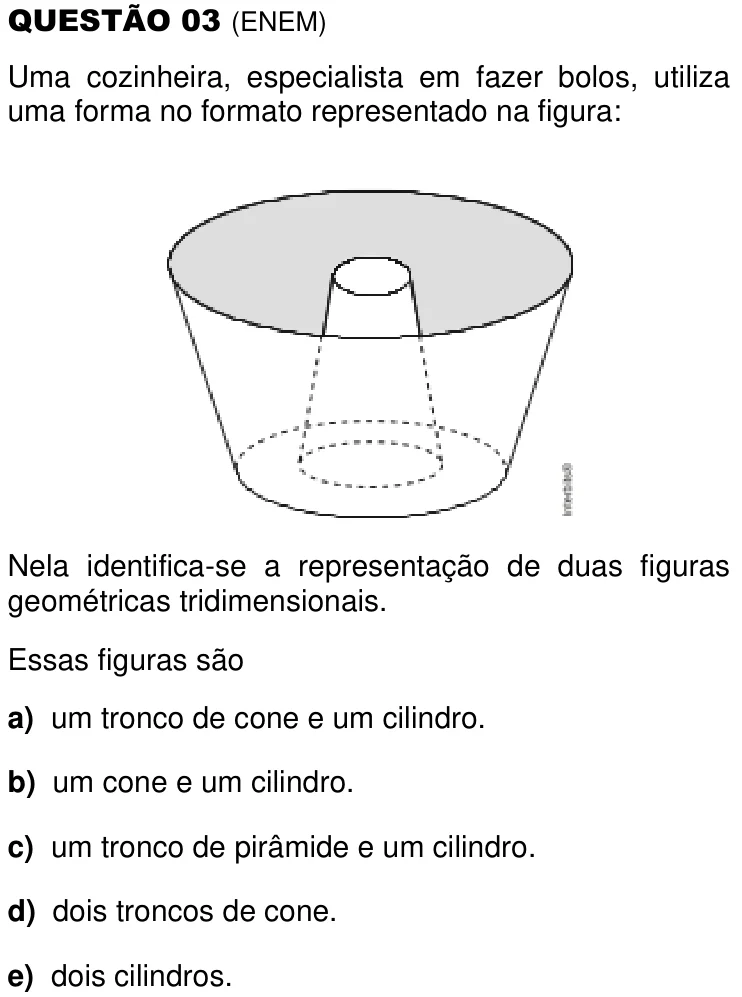 QUESTÃO 03 (ENEM)
Uma cozinheira, especialista em fazer bolos, utiliza
uma forma no formato representado na figura:
Interbits®
Nela identifica-se a representação de duas figuras
geométricas tridimensionais.
Essas figuras são
a) um tronco de cone e um cilindro.
b) um cone e um cilindro.
c) um tronco de pirâmide e um cilindro.
d) dois troncos de cone.
e) dois cilindros.